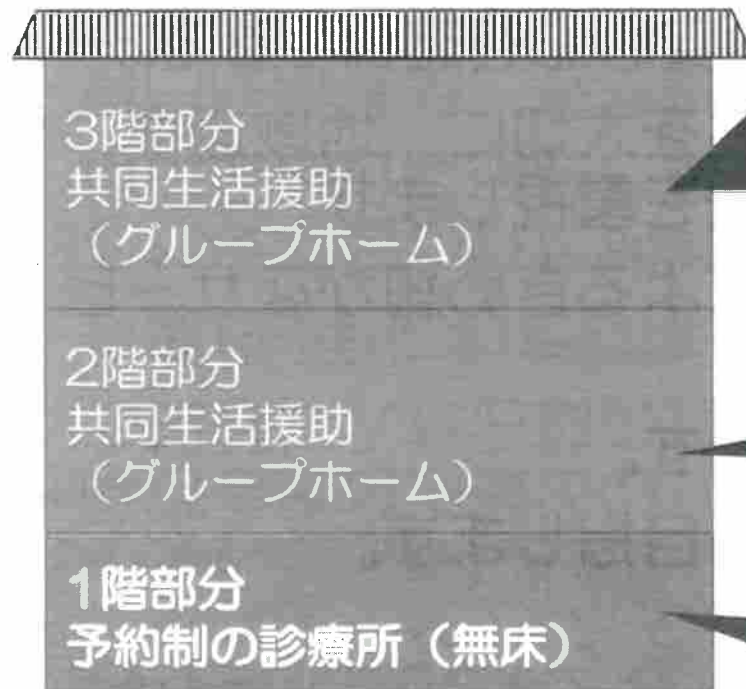 3階部分
共同生活援助
（グループホーム）
2階部分
共同生活援助
（グループホーム）
1階部分
予約制の診療所（無床）